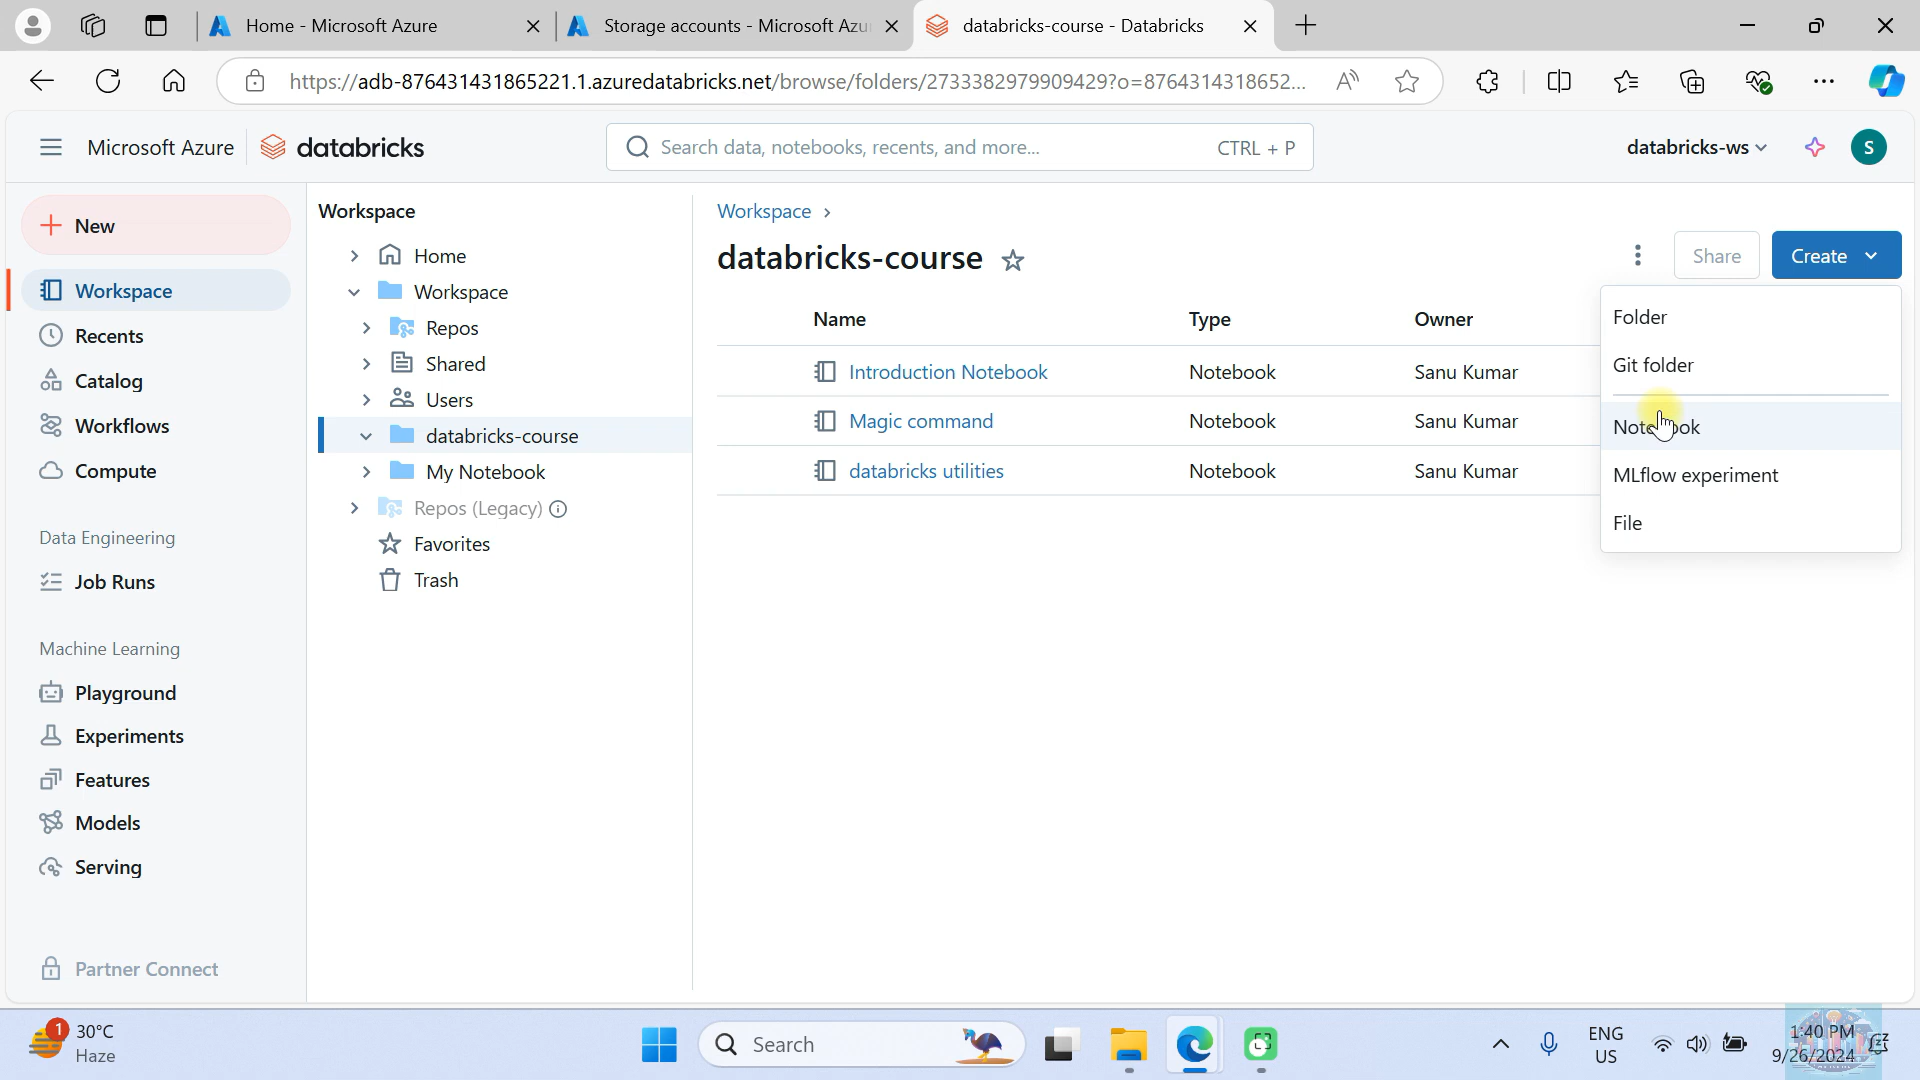 Home - Microsoft Azure
Storage accounts - Microsoft Azu
databricks-course - Databricks
https://adb-876431431865221.1.azuredatabricks.net/browse/folders/2733382979909429?o=8764314318652...
Microsoft Azure
databricks
Search data, notebooks, recents, and more...
CTRL + P
databricks-ws
S
New
Workspace
Recents
Catalog
Workflows
Compute
Data Engineering
Job Runs
Machine Learning
Playground
Experiments
Features
Models
Serving
Partner Connect
Workspace
Home
Workspace
Repos
Shared
Users
databricks-course
My Notebook
Repos (Legacy)
Favorites
Trash
Workspace >
databricks-course
Share
Create
Name Type Owner
Introduction Notebook Notebook Sanu Kumar
Magic command Notebook Sanu Kumar
databricks utilities Notebook Sanu Kumar
Folder
Git folder
Notebook
MLflow experiment
File
1
30°C
Haze
Search
ENG
US
1:40 PM
9/26/2024